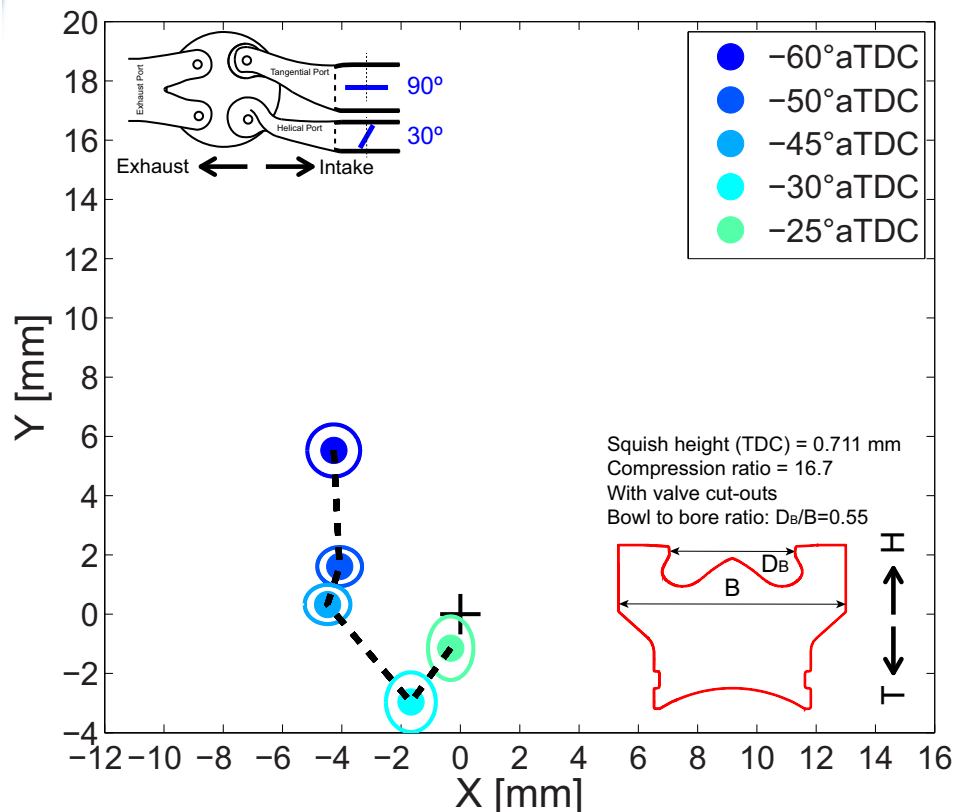 20
18
16
14
12
10
8
6
4
2
0
−2
−4
Y [mm]
−12 −10 −8 −6 −4 −2 0 2 4 6 8 10 12 14 16
X [mm]
Exhaust Port
Tangential Port
Helical Port
90º
30º
Exhaust
Intake
−60°aTDC
−50°aTDC
−45°aTDC
−30°aTDC
−25°aTDC
Squish height (TDC) = 0.711 mm
Compression ratio = 16.7
With valve cut-outs
Bowl to bore ratio: DB/B=0.55
DB
B
H
T